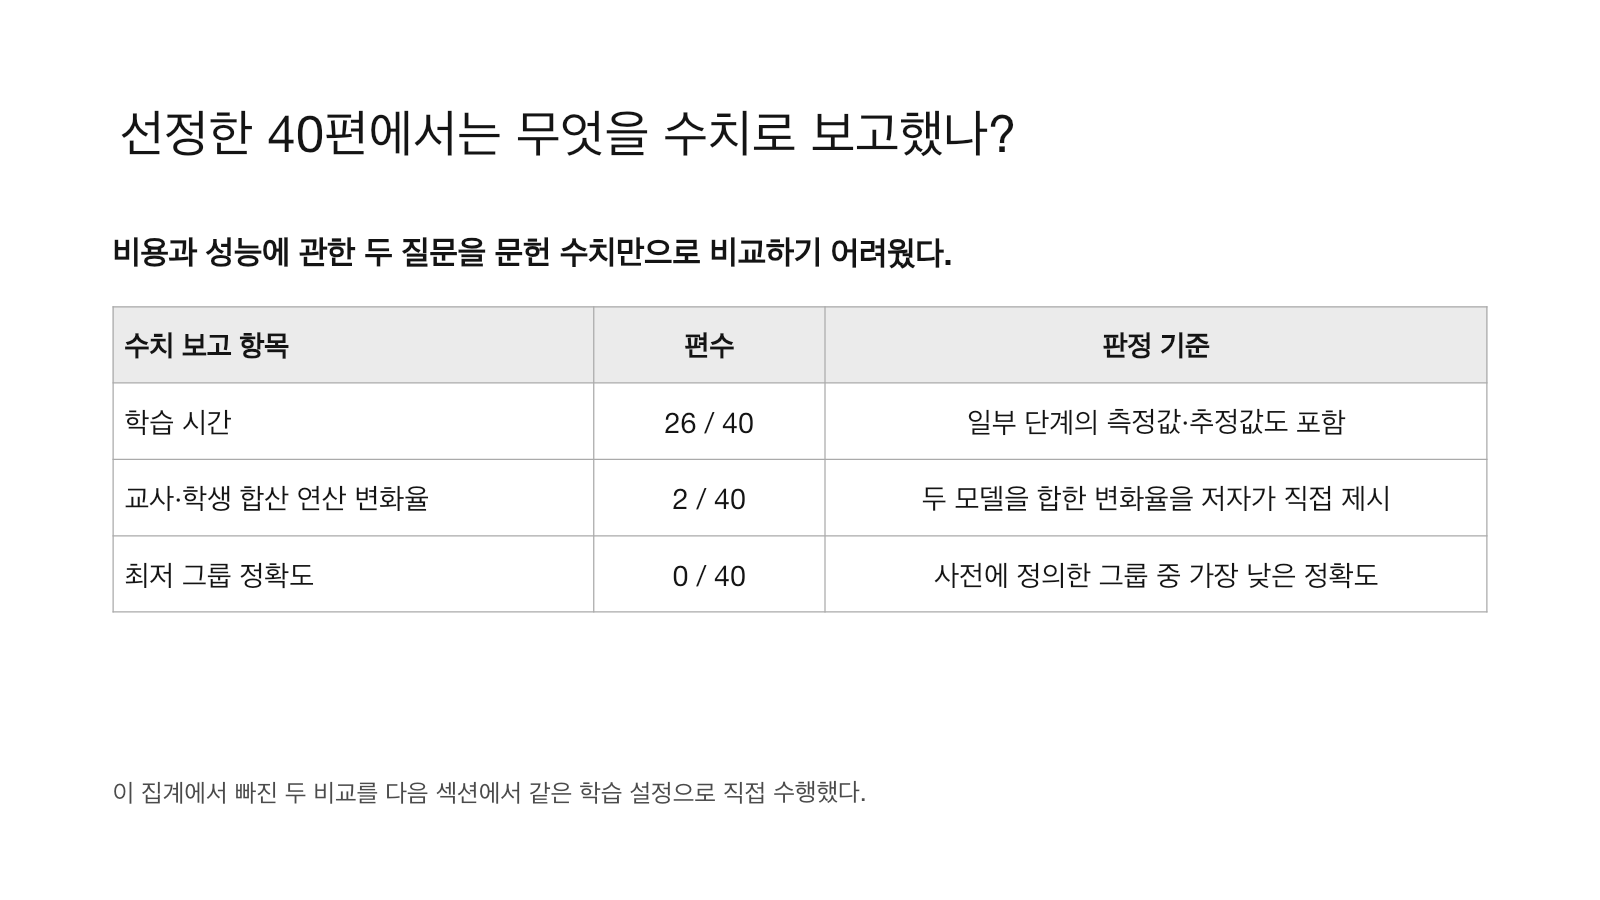 선정한 40편에서는 무엇을 수치로 보고했나?
비용과 성능에 관한 두 질문을 문헌 수치만으로 비교하기 어려웠다.
수치 보고 항목 편수 판정 기준
학습 시간 26 / 40 일부 단계의 측정값·추정값도 포함
교사·학생 합산 연산 변화율 2 / 40 두 모델을 합한 변화율을 저자가 직접 제시
최저 그룹 정확도 0 / 40 사전에 정의한 그룹 중 가장 낮은 정확도
이 집계에서 빠진 두 비교를 다음 섹션에서 같은 학습 설정으로 직접 수행했다.